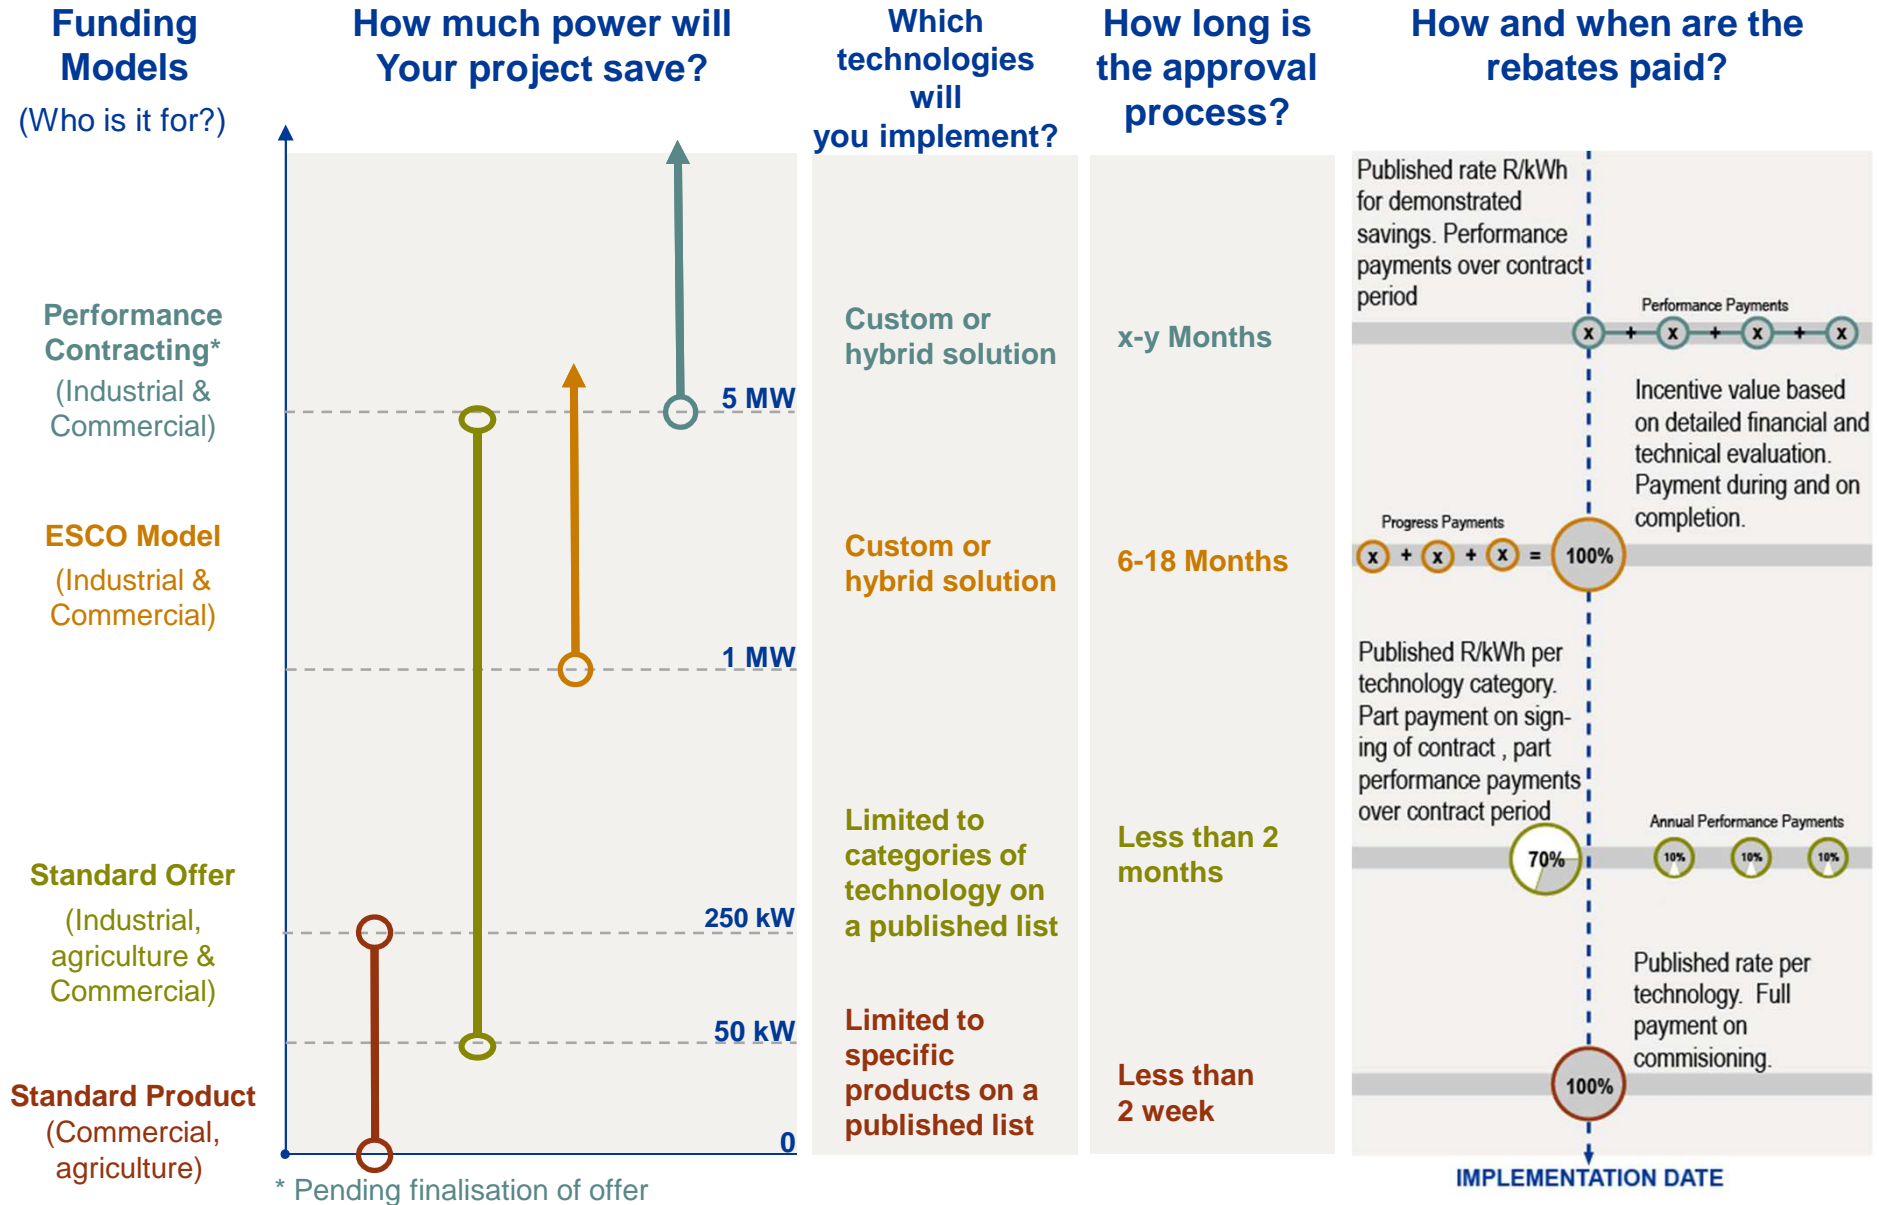 Funding
Models
(Who is it for?)
How much power will
Your project save?
Which
technologies
will
you implement?
How long is
the approval
process?
How and when are the
rebates paid?
Performance
Contracting*
(Industrial &
Commercial)
ESCO Model
(Industrial &
Commercial)
Standard Offer
(Industrial,
agriculture &
Commercial)
Standard Product
(Commercial,
agriculture)
5 MW
1 MW
250 kW
50 kW
0
* Pending finalisation of offer
Custom or
hybrid solution
Custom or
hybrid solution
Limited to
categories of
technology on
a published list
Limited to
specific
products on a
published list
x-y Months
6-18 Months
Less than 2
months
Less than
2 week
Published rate R/kWh
for demonstrated
savings. Performance
payments over contract
period
Performance Payments
x + x + x + x
Incentive value based
on detailed financial and
technical evaluation.
Payment during and on
completion.
Progress Payments
x + x + x = 100%
Published R/kWh per
technology category.
Part payment on sign-
ing of contract , part
performance payments
over contract period
Annual Performance Payments
70% 10% 10% 10%
Published rate per
technology. Full
payment on
commisioning.
100%
IMPLEMENTATION DATE